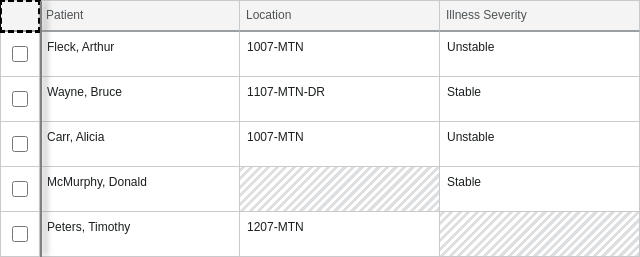 Patient Location Illness Severity
Fleck, Arthur 1007-MTN Unstable
Wayne, Bruce 1107-MTN-DR Stable
Carr, Alicia 1007-MTN Unstable
McMurphy, Donald Stable
Peters, Timothy 1207-MTN